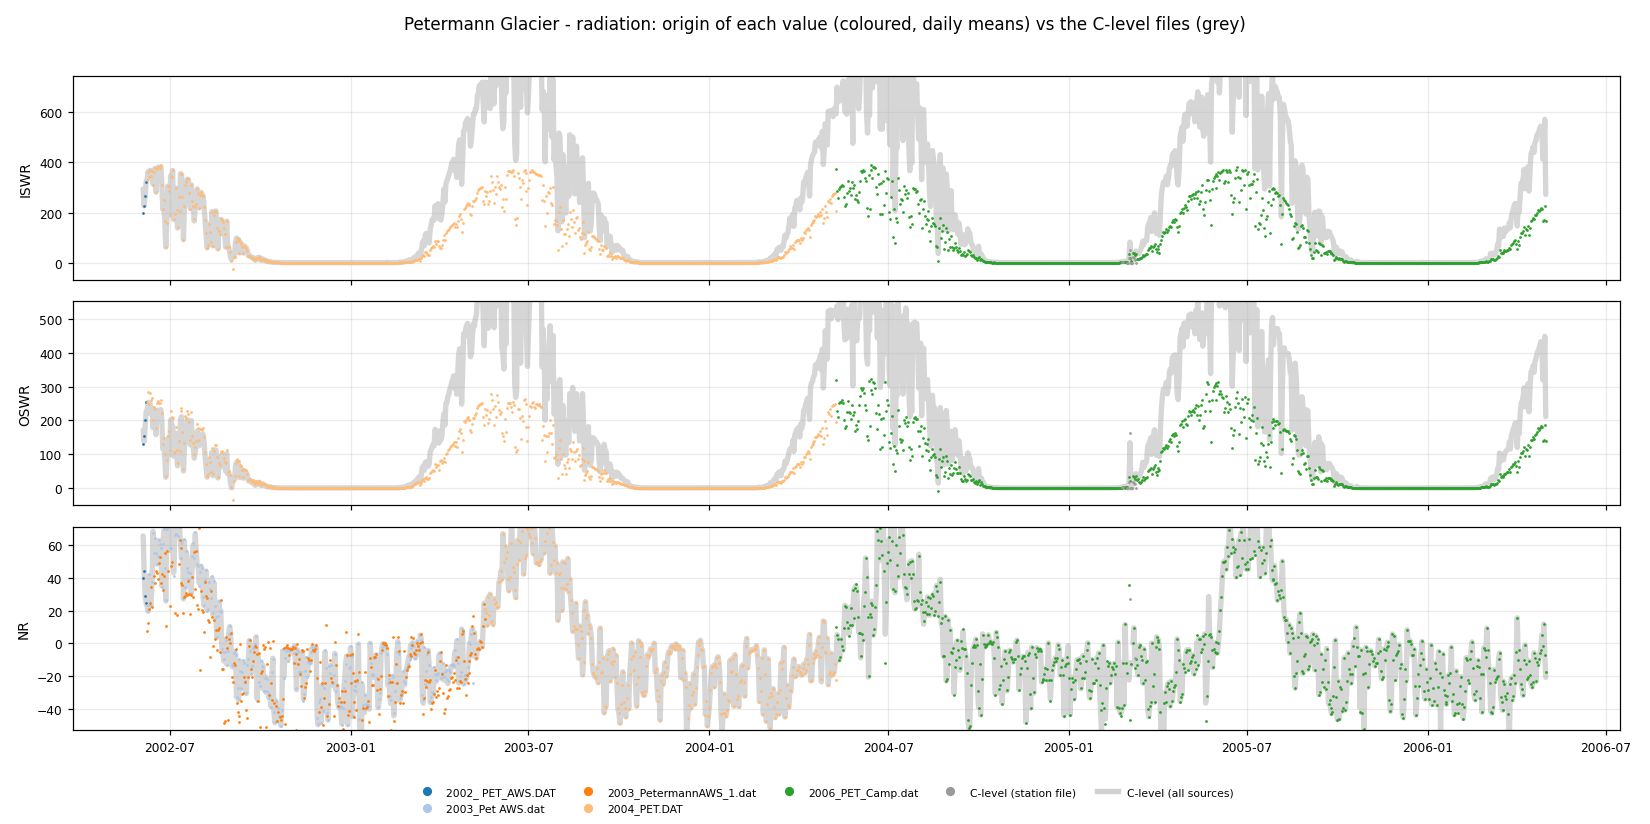 Petermann Glacier - radiation: origin of each value (coloured, daily means) vs the C-level files (grey)
ISWR
600
400
200
0
OSWR
500
400
300
200
100
0
NR
60
40
20
0
−20
−40
2002-07
2003-01
2003-07
2004-01
2004-07
2005-01
2005-07
2006-01
2006-07
2002_ PET_AWS.DAT
2003_PetermannAWS_1.dat
2006_PET_Camp.dat
C-level (station file)
C-level (all sources)
2003_Pet AWS.dat
2004_PET.DAT